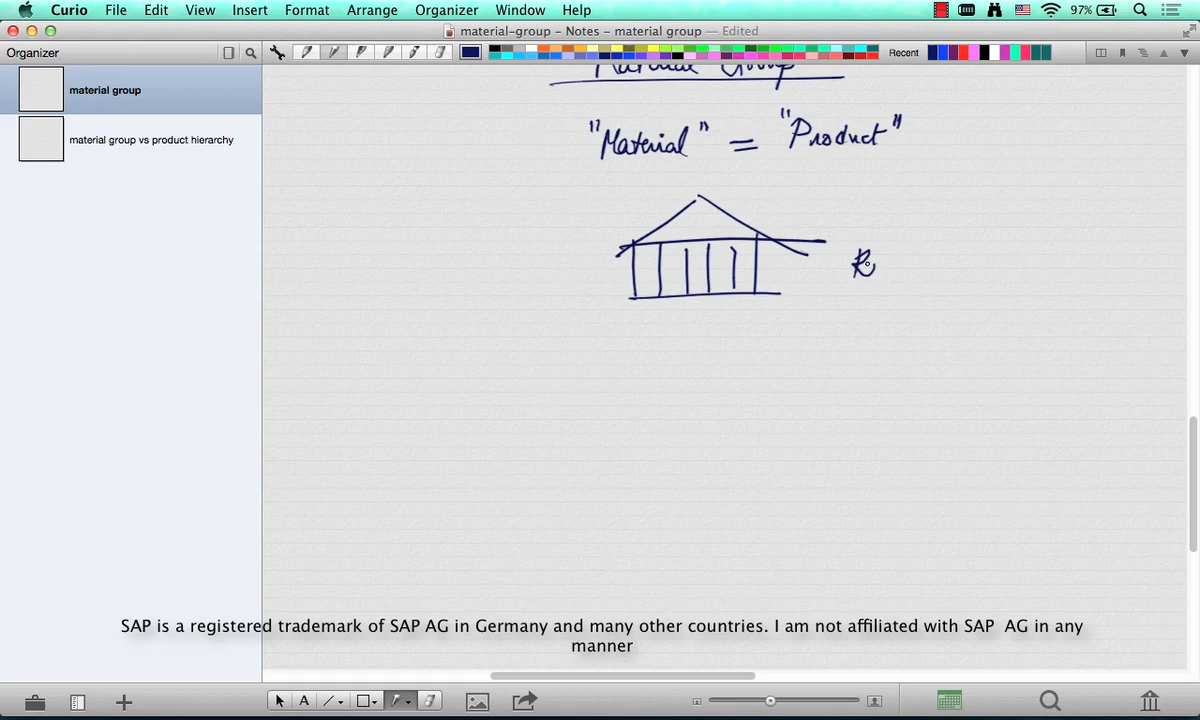 Curio File Edit View Insert Format Arrange Organizer Window Help 97%
material-group – Notes – material group — Edited
Organizer Recent
material group
material group vs product hierarchy
Material Group
"Material" = "Product"
SAP is a registered trademark of SAP AG in Germany and many other countries. I am not affiliated with SAP AG in any
manner
A